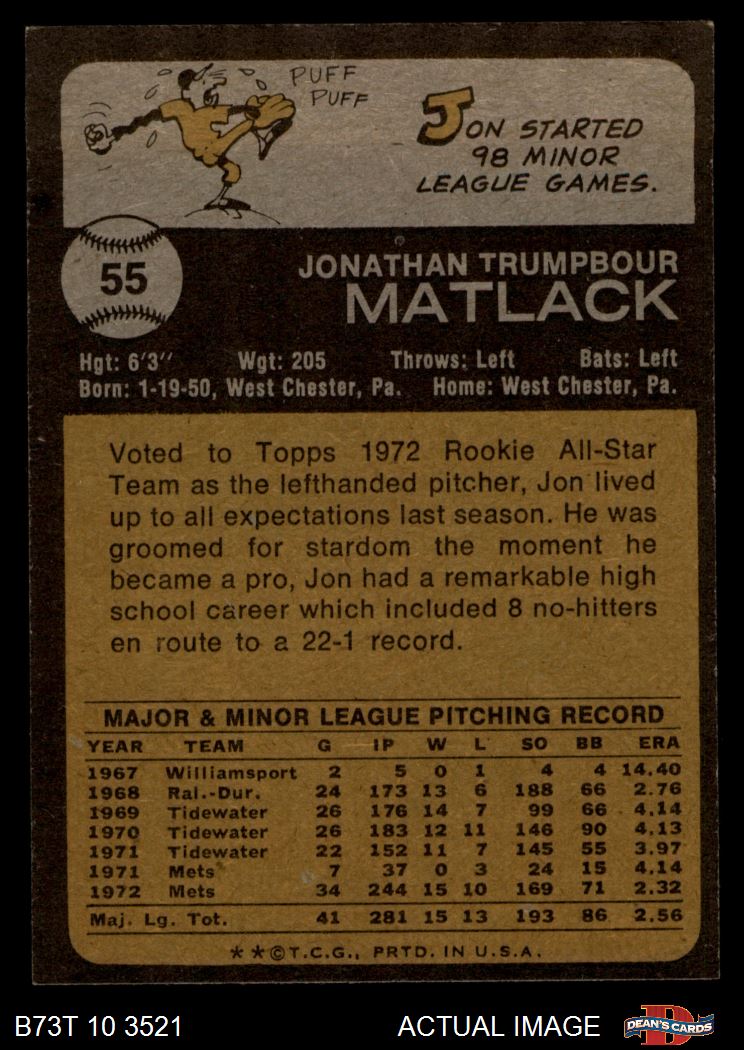 PUFF
PUFF
JON STARTED
98 MINOR
LEAGUE GAMES.
55
JONATHAN TRUMPBOUR
MATLACK
Hgt: 6'3" Wgt: 205 Throws: Left Bats: Left
Born: 1-19-50, West Chester, Pa. Home: West Chester, Pa.
Voted to Topps 1972 Rookie All-Star
Team as the lefthanded pitcher, Jon lived
up to all expectations last season. He was
groomed for stardom the moment he
became a pro, Jon had a remarkable high
school career which included 8 no-hitters
en route to a 22-1 record.
MAJOR & MINOR LEAGUE PITCHING RECORD
YEAR TEAM G IP W L SO BB ERA
1967 Williamsport 2 5 0 1 4 4 14.40
1968 Ral.-Dur. 24 173 13 6 188 66 2.76
1969 Tidewater 26 176 14 7 99 66 4.14
1970 Tidewater 26 183 12 11 146 90 4.13
1971 Tidewater 22 152 11 7 145 55 3.97
1971 Mets 7 37 0 3 24 15 4.14
1972 Mets 34 244 15 10 169 71 2.32
Maj. Lg. Tot. 41 281 15 13 193 86 2.56
**©T.C.G., PRTD. IN U.S.A.
B73T 10 3521 ACTUAL IMAGE DEAN'S CARDS